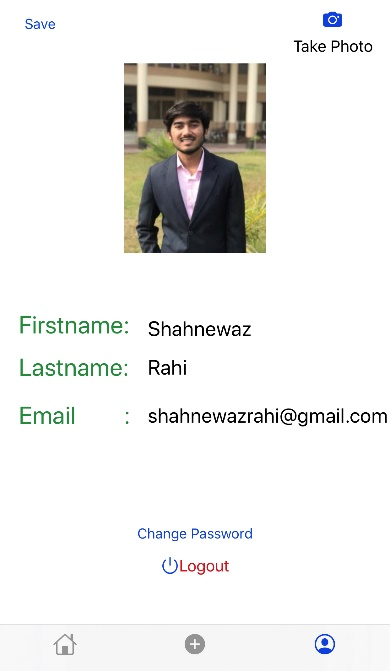 Save
Take Photo
Firstname: Shahnewaz
Lastname: Rahi
Email : shahnewazrahi@gmail.com
Change Password
Logout